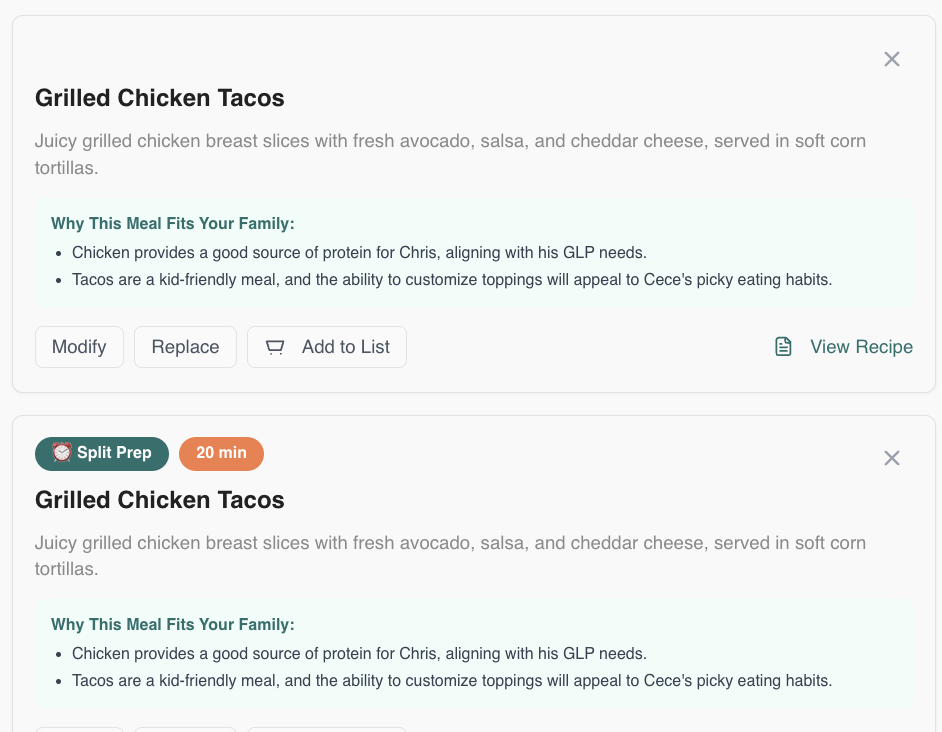 Grilled Chicken Tacos
Juicy grilled chicken breast slices with fresh avocado, salsa, and cheddar cheese, served in soft corn
tortillas.
Why This Meal Fits Your Family:
• Chicken provides a good source of protein for Chris, aligning with his GLP needs.
• Tacos are a kid-friendly meal, and the ability to customize toppings will appeal to Cece's picky eating habits.
Modify Replace Add to List View Recipe
⏰ Split Prep 20 min
Grilled Chicken Tacos
Juicy grilled chicken breast slices with fresh avocado, salsa, and cheddar cheese, served in soft corn
tortillas.
Why This Meal Fits Your Family:
• Chicken provides a good source of protein for Chris, aligning with his GLP needs.
• Tacos are a kid-friendly meal, and the ability to customize toppings will appeal to Cece's picky eating habits.